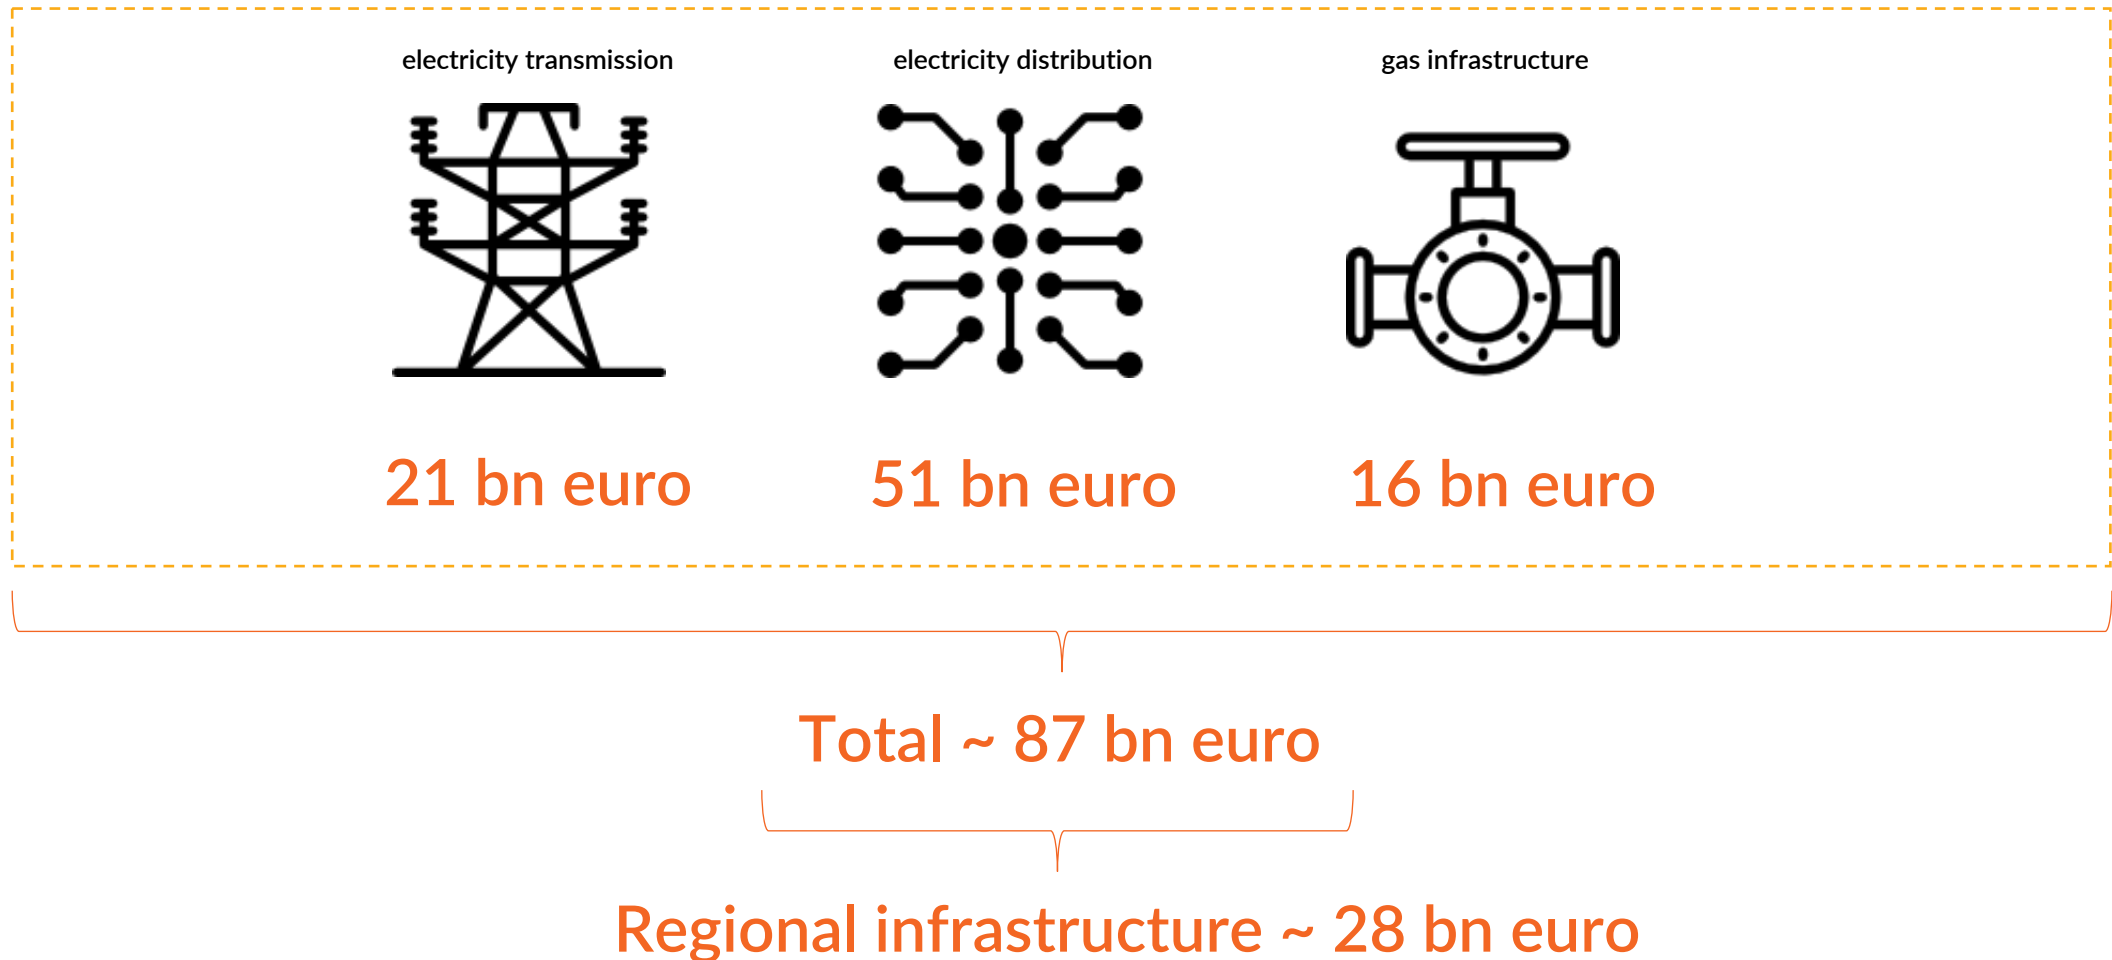 electricity transmission
electricity distribution
gas infrastructure
21 bn euro
51 bn euro
16 bn euro
Total ~ 87 bn euro
Regional infrastructure ~ 28 bn euro